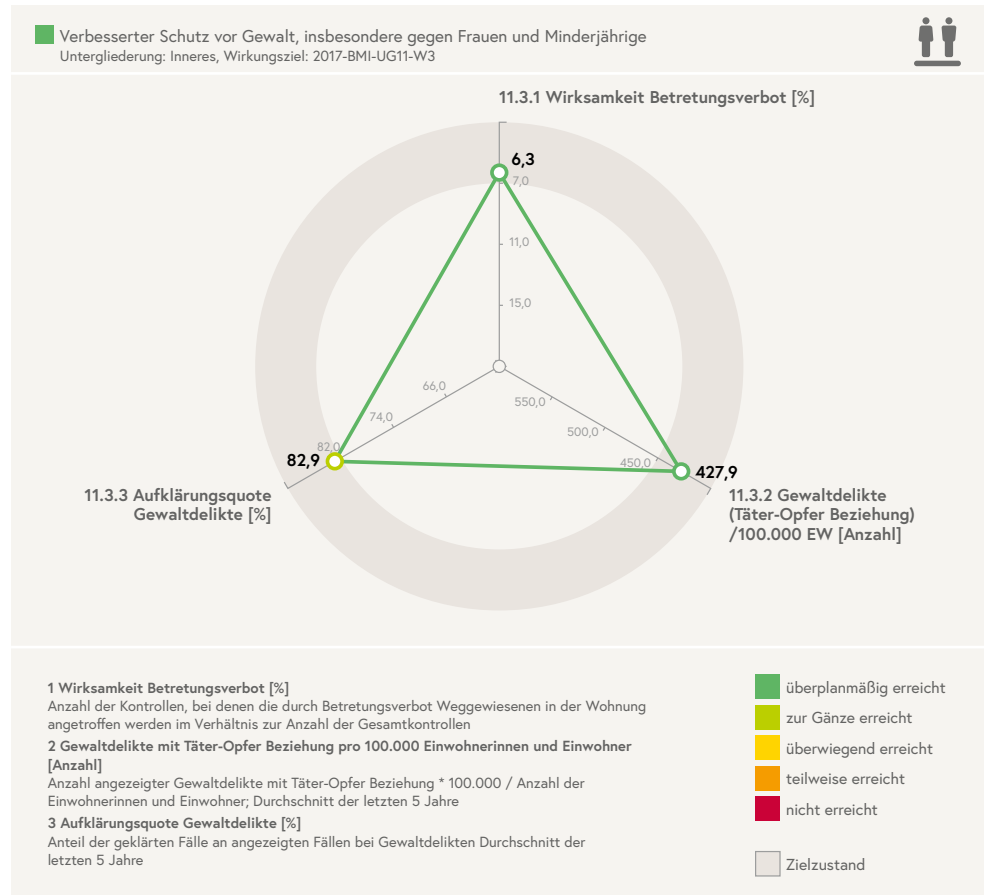 Verbesserter Schutz vor Gewalt, insbesondere gegen Frauen und Minderjährige
Untergliederung: Inneres, Wirkungsziel: 2017-BMI-UG11-W3
11.3.1 Wirksamkeit Betretungsverbot [%]
6,3
7,0
11,0
15,0
66,0
550,0
74,0
500,0
82,0
450,0
82,9
427,9
11.3.3 Aufklärungsquote
Gewaltdelikte [%]
11.3.2 Gewaltdelikte
(Täter-Opfer Beziehung)
/100.000 EW [Anzahl]
1 Wirksamkeit Betretungsverbot [%]
Anzahl der Kontrollen, bei denen die durch Betretungsverbot Weggewiesenen in der Wohnung
angetroffen werden im Verhältnis zur Anzahl der Gesamtkontrollen
2 Gewaltdelikte mit Täter-Opfer Beziehung pro 100.000 Einwohnerinnen und Einwohner
[Anzahl]
Anzahl angezeigter Gewaltdelikte mit Täter-Opfer Beziehung * 100.000 / Anzahl der
Einwohnerinnen und Einwohner; Durchschnitt der letzten 5 Jahre
3 Aufklärungsquote Gewaltdelikte [%]
Anteil der geklärten Fälle an angezeigten Fällen bei Gewaltdelikten Durchschnitt der
letzten 5 Jahre
überplanmäßig erreicht
zur Gänze erreicht
überwiegend erreicht
teilweise erreicht
nicht erreicht
Zielzustand